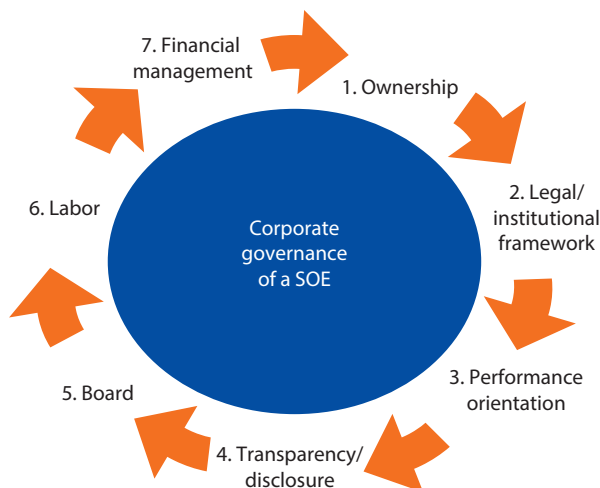 7. Financial
management
1. Ownership
2. Legal/
institutional
framework
3. Performance
orientation
4. Transparency/
disclosure
5. Board
6. Labor
Corporate
governance
of a SOE